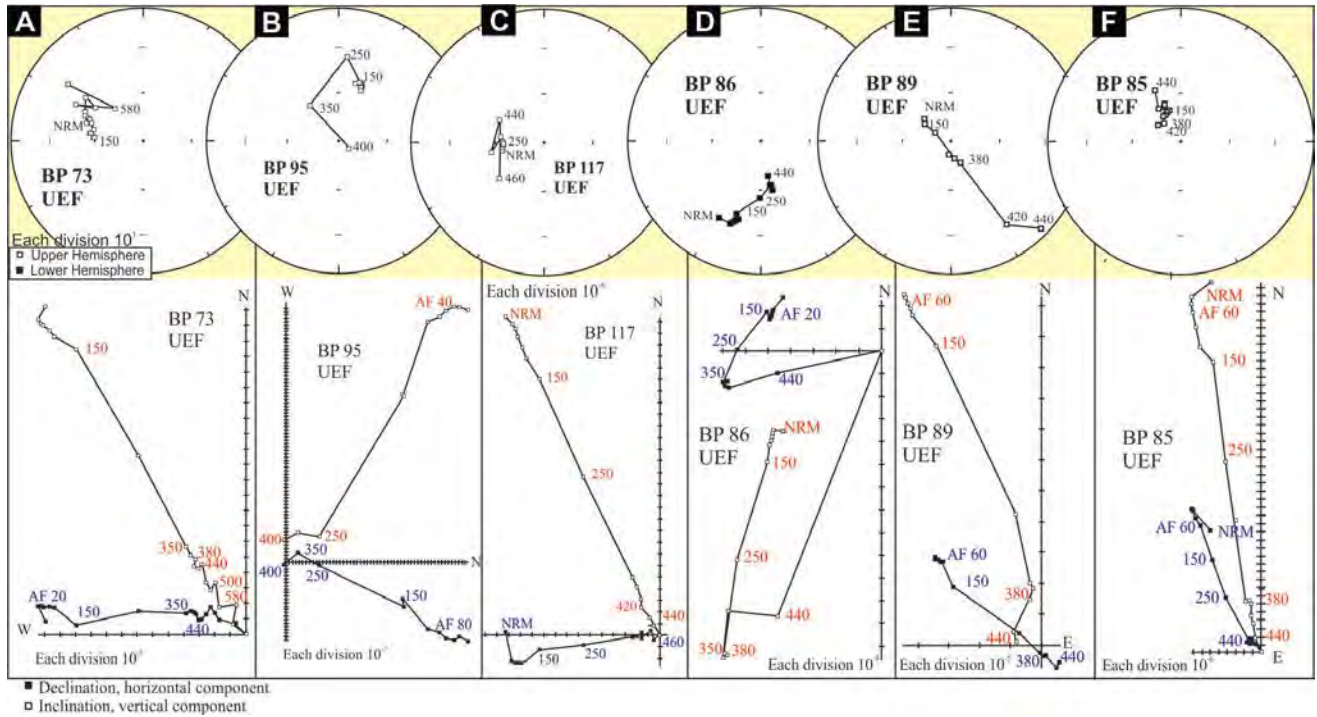 A
580
NRM
150
BP 73
UEF
B
250
150
350
400
BP 95
UEF
C
440
250
NRM
460
BP 117
UEF
D
BP 86
UEF
440
NRM
150
250
E
BP 89
UEF
NRM
150
380
420
440
F
BP 85
UEF
440
150
380
420
Each division 10
Upper Hemisphere
Lower Hemisphere
N
BP 73
UEF
150
350
380
440
500
580
AF 20
150
350
440
W
Each division 10
W
AF 40
BP 95
UEF
400
250
350
400
250
N
AF 80
Each division 10
Each division 10
N
NRM
BP 117
UEF
150
250
420
440
460
NRM
150
250
150
AF 20
250
350
440
NRM
BP 86
UEF
150
250
440
350
380
Each division 10
N
AF 60
150
BP 89
UEF
AF 60
150
380
440
E
380
440
Each division 10
N
NRM
AF 60
150
BP 85
UEF
250
AF 60
NRM
150
250
380
440
440
E
Each division 10
Declination, horizontal component
Inclination, vertical component